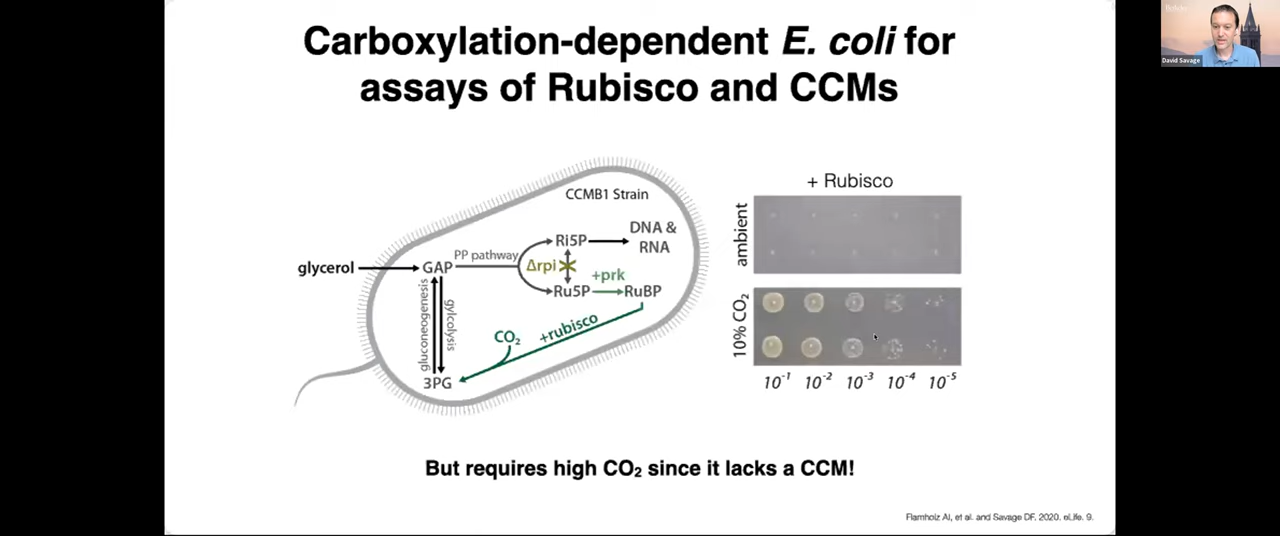 Carboxylation-dependent E. coli for
assays of Rubisco and CCMs
David Savage
CCMB1 Strain
glycerol
GAP
PP pathway
Ri5P
DNA &
RNA
Δrpi
+prk
Ru5P
RuBP
gluconeogenesis
gylcolysis
CO₂
+rubisco
3PG
+ Rubisco
ambient
10% CO₂
10⁻¹ 10⁻² 10⁻³ 10⁻⁴ 10⁻⁵
But requires high CO₂ since it lacks a CCM!
Flamholz AI, et al. and Savage DF. 2020. eLife. 9.